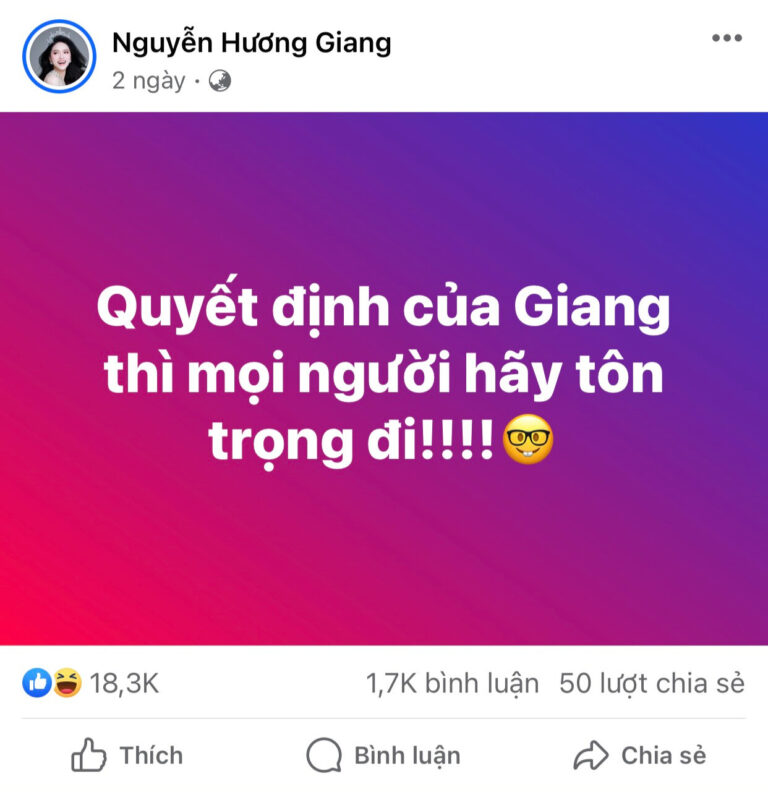 Nguyễn Hương Giang
2 ngày ·
Quyết định của Giang
thì mọi người hãy tôn
trọng đi!!!!🤓
18,3K 1,7K bình luận 50 lượt chia sẻ
Thích Bình luận Chia sẻ